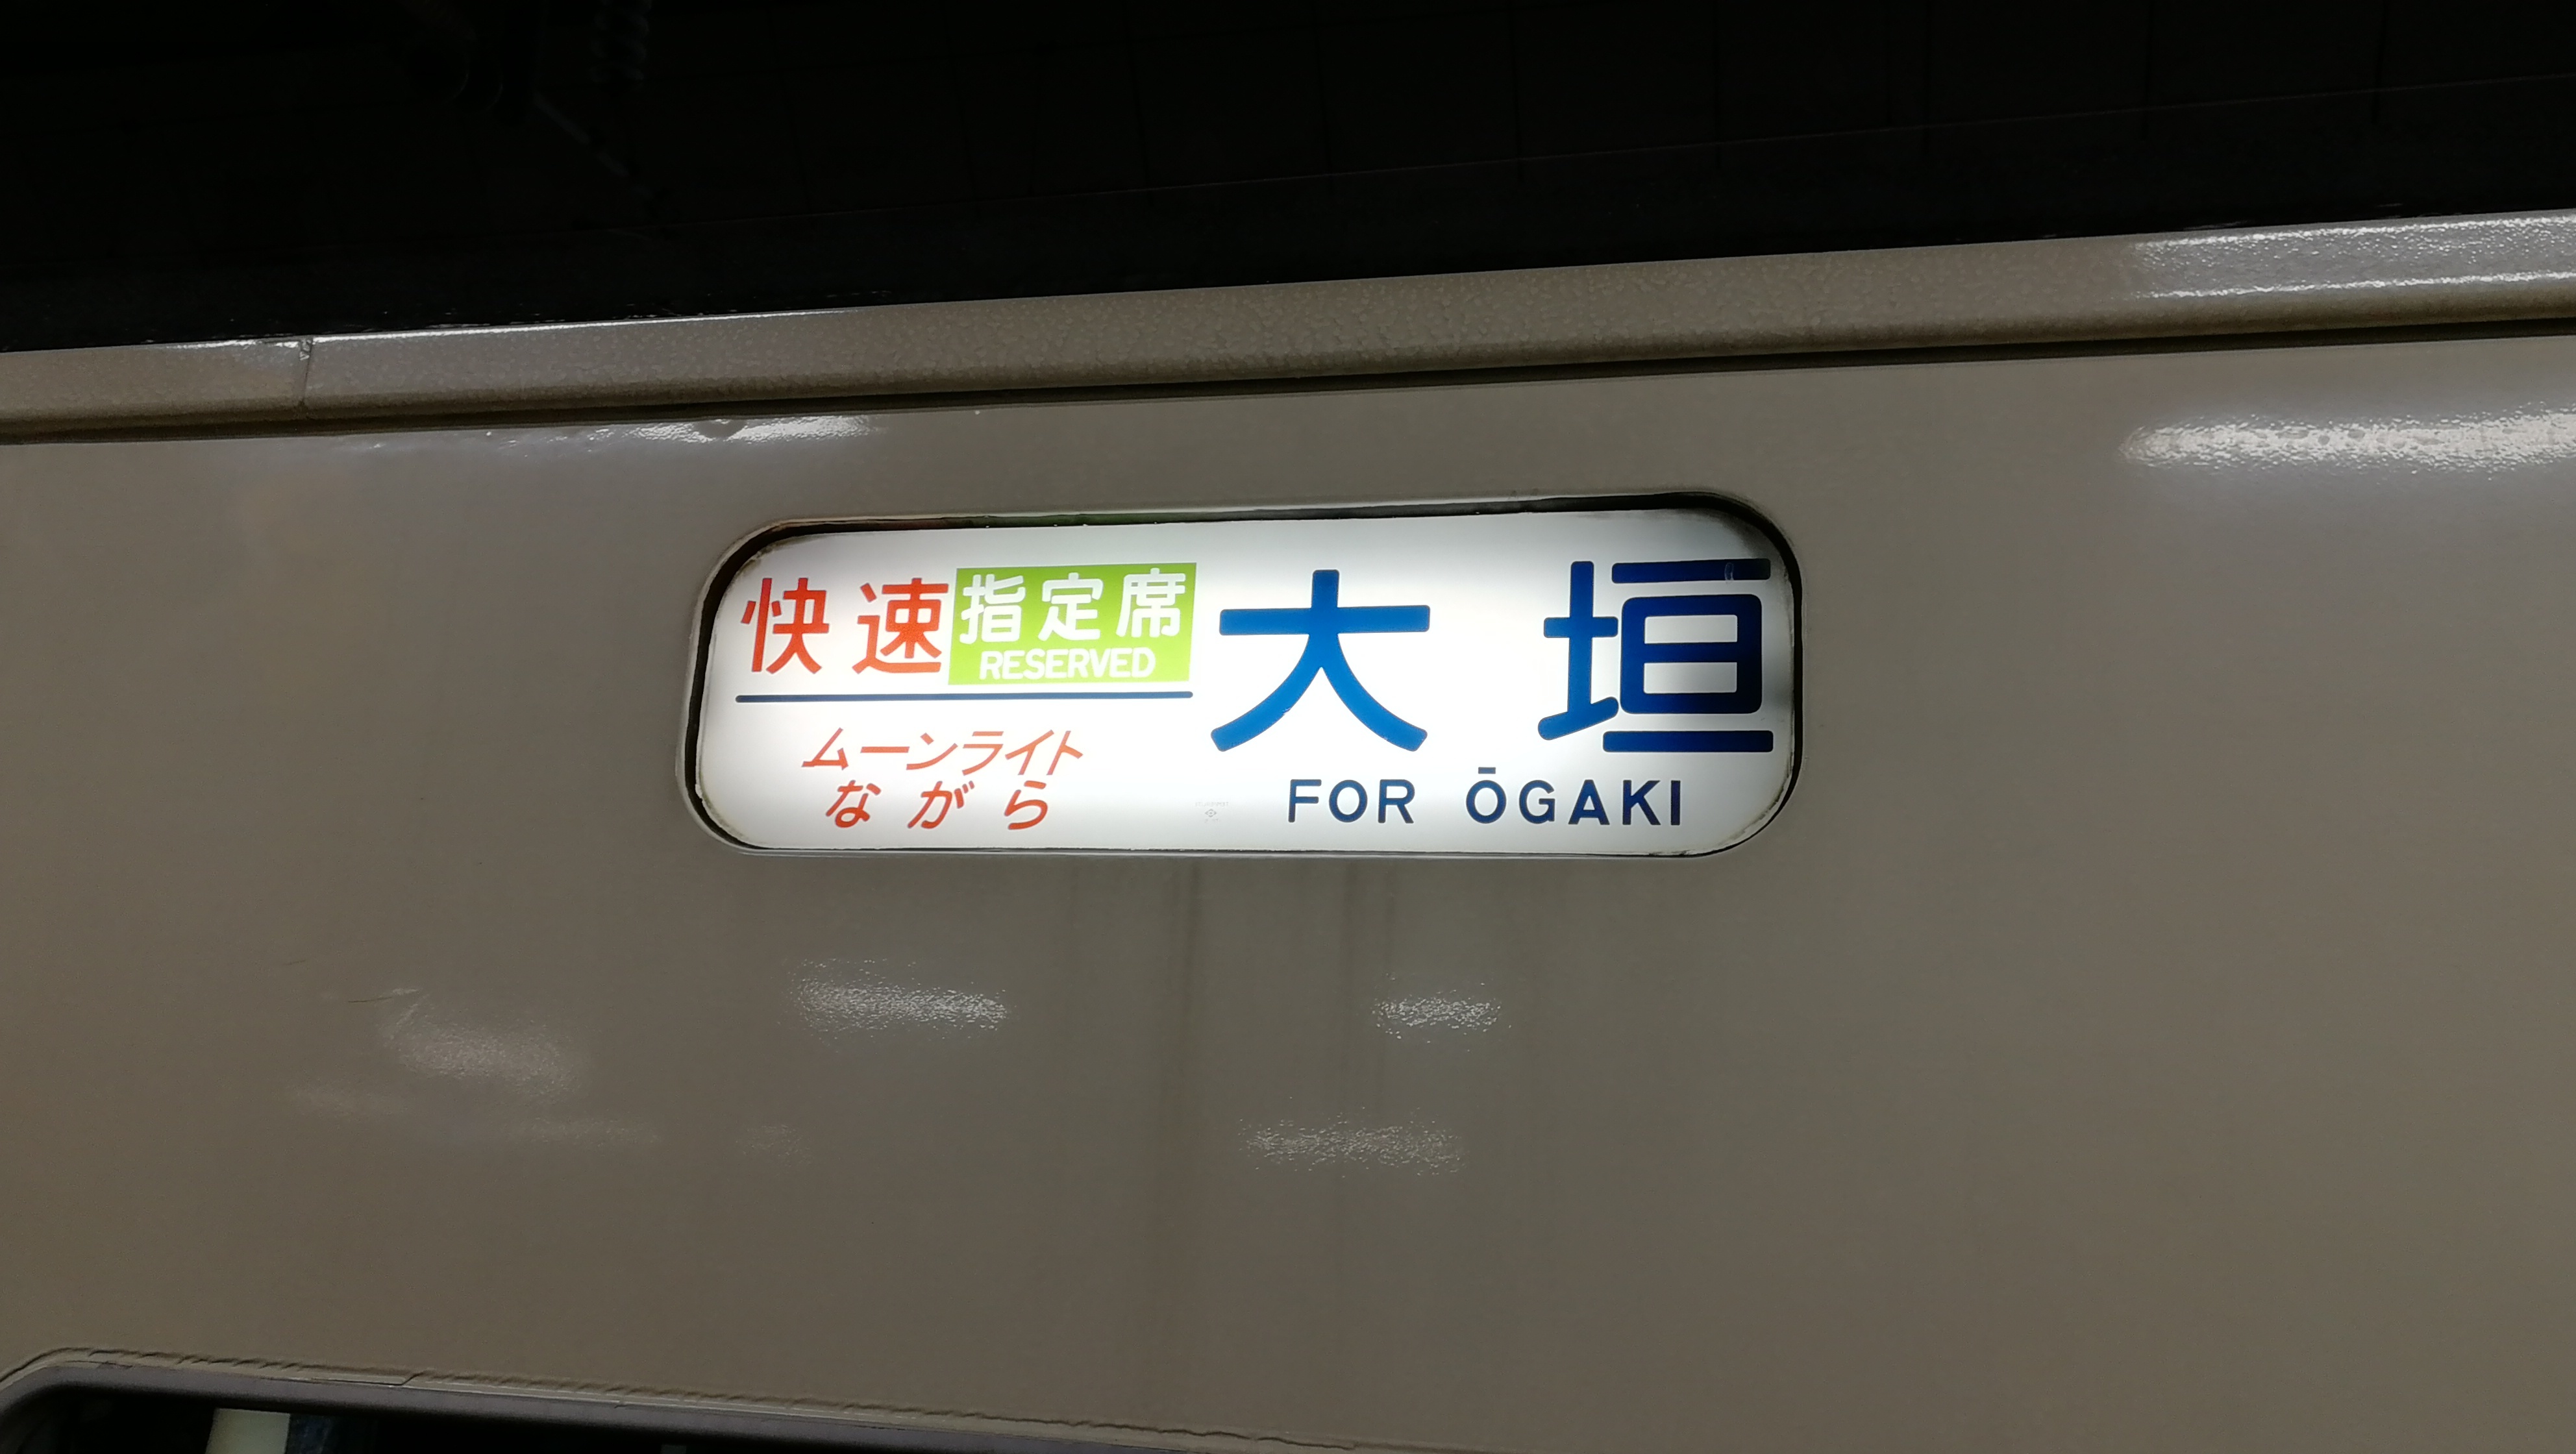 快速 指定席
RESERVED
ムーンライト
ながら
大垣
FOR ŌGAKI